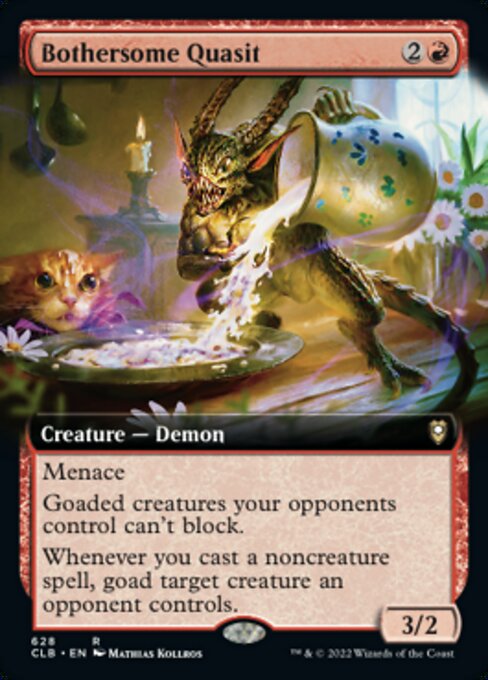 Bothersome Quasit 2
Creature — Demon
Menace
Goaded creatures your opponents
control can't block.
Whenever you cast a noncreature
spell, goad target creature an
opponent controls.
3/2
628 R
CLB • EN Mathias Kollros
™ & © 2022 Wizards of the Coast